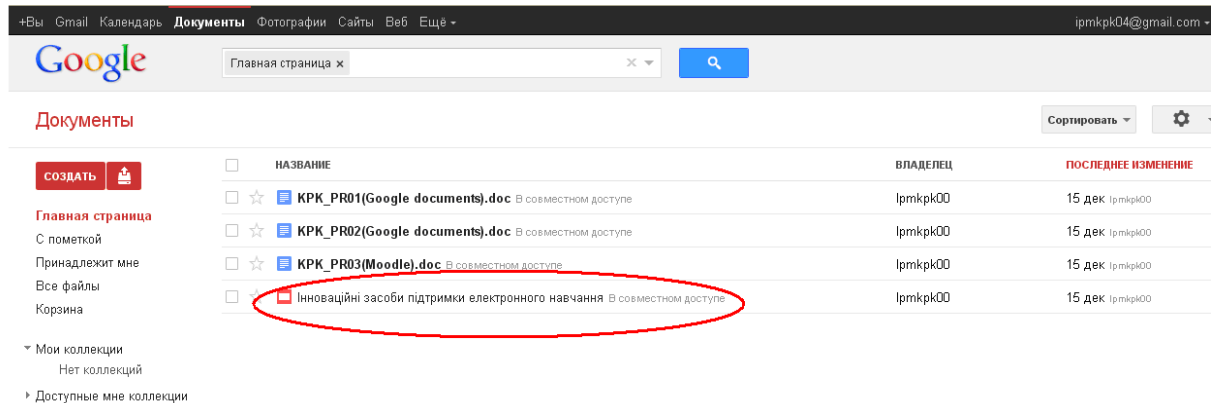 +Вы Gmail Календарь Документы Фотографии Сайты Веб Ещё ipmkpk04@gmail.com
Google Главная страница x
Документы Сортировать
СОЗДАТЬ НАЗВАНИЕ ВЛАДЕЛЕЦ ПОСЛЕДНЕЕ ИЗМЕНЕНИЕ
KPK_PR01(Google documents).doc В совместном доступе Ipmkpk00 15 дек Ipmkpk00
Главная страница
KPK_PR02(Google documents).doc В совместном доступе Ipmkpk00 15 дек Ipmkpk00
С пометкой
Принадлежит мне
KPK_PR03(Moodle).doc В совместном доступе Ipmkpk00 15 дек Ipmkpk00
Все файлы
Інноваційні засоби підтримки електронного навчання В совместном доступе Ipmkpk00 15 дек Ipmkpk00
Корзина
Мои коллекции
Нет коллекций
Доступные мне коллекции